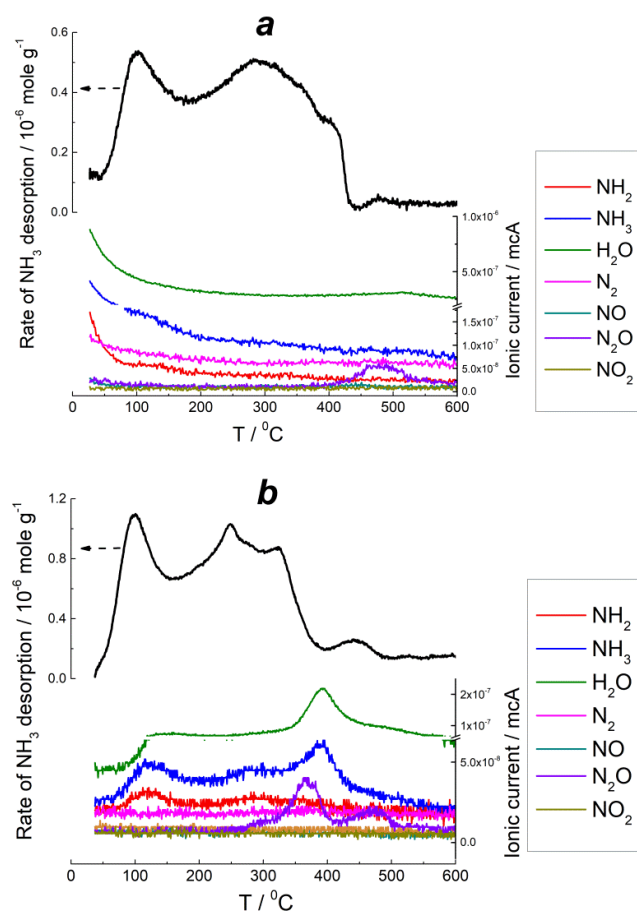 a
Rate of NH3 desorption / 10^-6 mole g^-1
0.6
0.4
0.2
0.0
1.0x10^-6
5.0x10^-7
1.5x10^-7
1.0x10^-7
5.0x10^-8
0.0
Ionic current / mcA
0 100 200 300 400 500 600
T / ⁰C
NH2
NH3
H2O
N2
NO
N2O
NO2
b
Rate of NH3 desorption / 10^-6 mole g^-1
1.2
0.8
0.4
0.0
2x10^-7
1x10^-7
5.0x10^-8
0.0
Ionic current / mcA
0 100 200 300 400 500 600
T / ⁰C
NH2
NH3
H2O
N2
NO
N2O
NO2